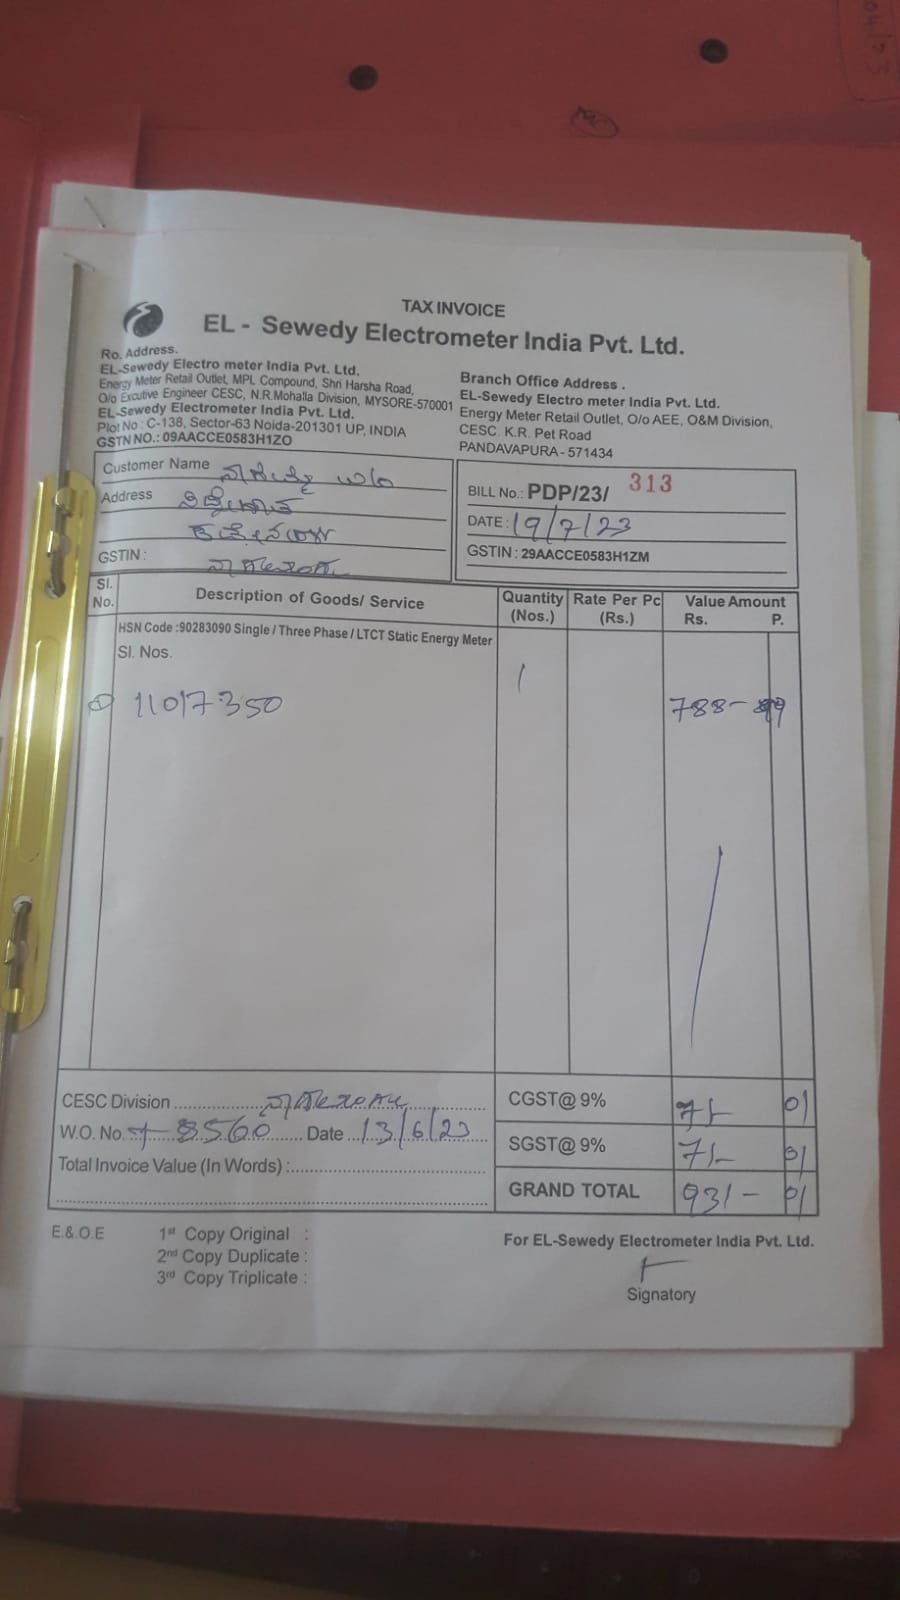 TAX INVOICE
EL - Sewedy Electrometer India Pvt. Ltd.
Ro. Address.
EL-Sewedy Electro meter India Pvt. Ltd.
Energy Meter Retail Outlet, MPL Compound, Shri Harsha Road,
O/o Excutive Engineer CESC, N.R.Mohalla Division, MYSORE-570001
EL-Sewedy Electrometer India Pvt. Ltd.
Plot No : C-138, Sector-63 Noida-201301 UP, INDIA
GSTN NO.: 09AACCE0583H1ZO
Branch Office Address .
EL-Sewedy Electro meter India Pvt. Ltd.
Energy Meter Retail Outlet, O/o AEE, O&M Division,
CESC. K.R. Pet Road
PANDAVAPURA - 571434
Customer Name
Address
GSTIN :
BILL No.: PDP/23/ 313
DATE : 19/7/23
GSTIN : 29AACCE0583H1ZM
Sl. No. Description of Goods/ Service Quantity (Nos.) Rate Per Pc (Rs.) Value Amount Rs. P.
HSN Code :90283090 Single / Three Phase / LTCT Static Energy Meter
Sl. Nos.
① 11017350 1 788-99
CESC Division
W.O. No. 8560 Date 13/6/23
Total Invoice Value (In Words) :
CGST@ 9% 71- 01
SGST@ 9% 71- 01
GRAND TOTAL 931- 01
E.& O.E
1st Copy Original :
2nd Copy Duplicate :
3rd Copy Triplicate :
For EL-Sewedy Electrometer India Pvt. Ltd.
Signatory